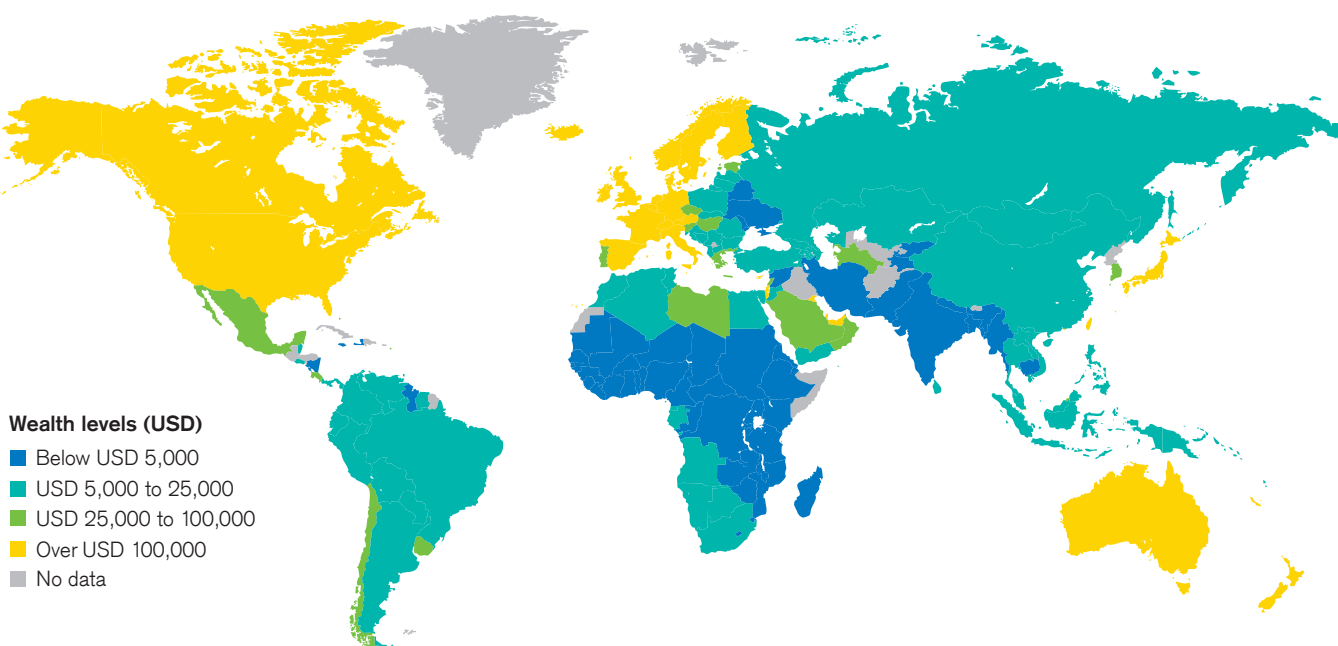 Wealth levels (USD)
Below USD 5,000
USD 5,000 to 25,000
USD 25,000 to 100,000
Over USD 100,000
No data